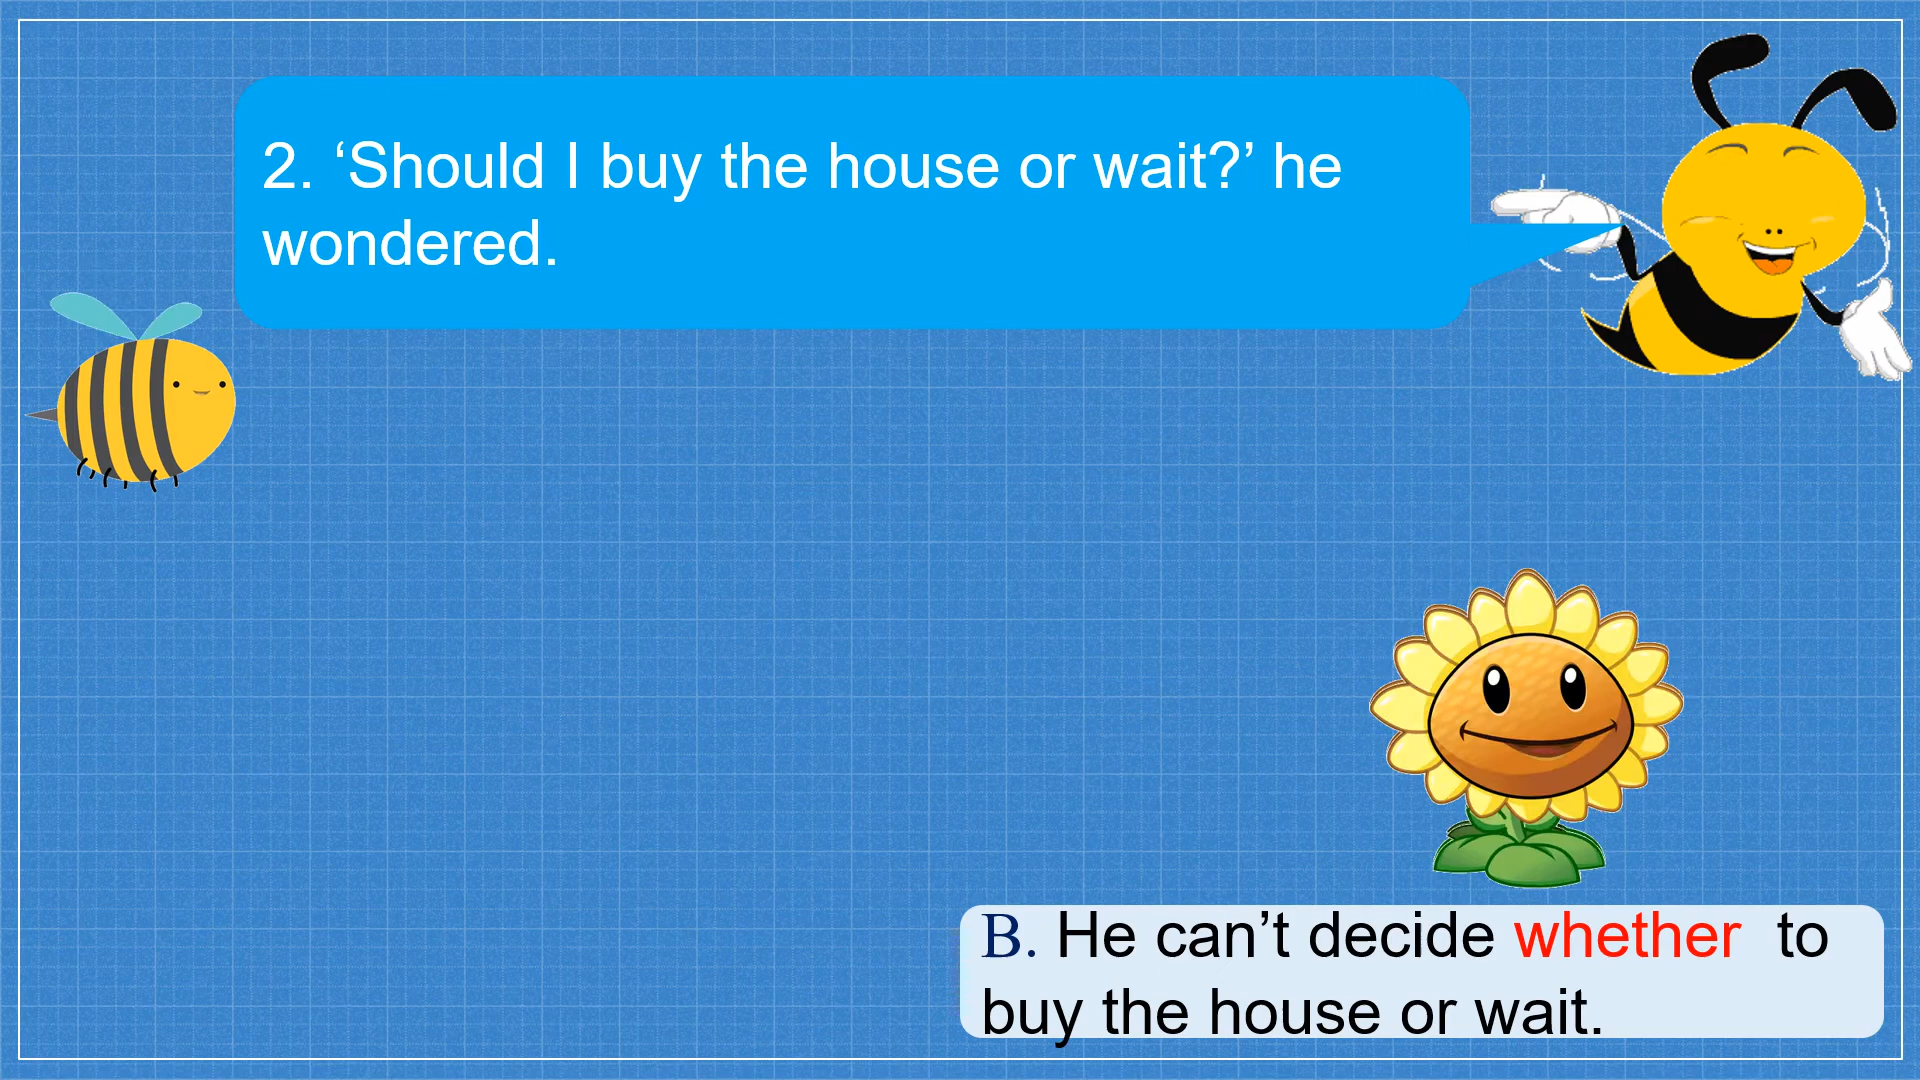 2. ‘Should I buy the house or wait?’ he
wondered.
B. He can’t decide whether to
buy the house or wait.